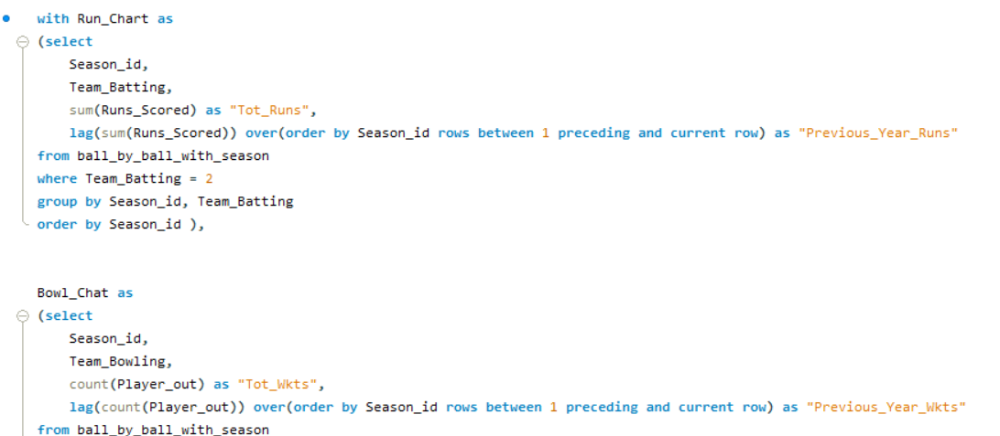 with Run_Chart as
(select
Season_id,
Team_Batting,
sum(Runs_Scored) as "Tot_Runs",
lag(sum(Runs_Scored)) over(order by Season_id rows between 1 preceding and current row) as "Previous_Year_Runs"
from ball_by_ball_with_season
where Team_Batting = 2
group by Season_id, Team_Batting
order by Season_id ),
Bowl_Chat as
(select
Season_id,
Team_Bowling,
count(Player_out) as "Tot_Wkts",
lag(count(Player_out)) over(order by Season_id rows between 1 preceding and current row) as "Previous_Year_Wkts"
from ball_by_ball_with_season